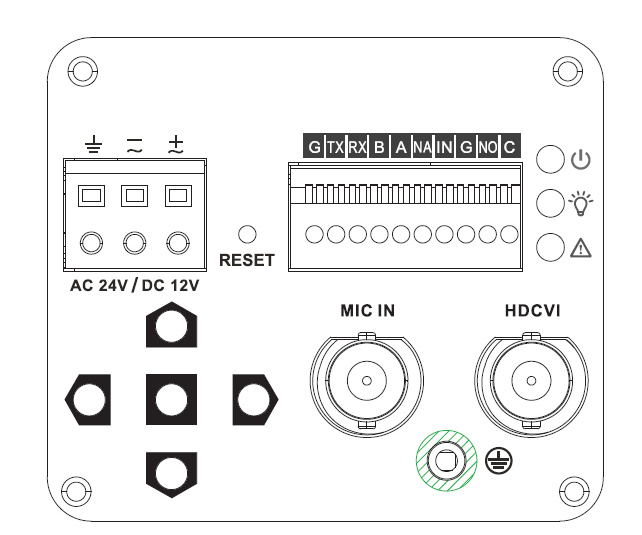 G TX RX B A NA IN G NO C
RESET
AC 24V / DC 12V
MIC IN
HDCVI